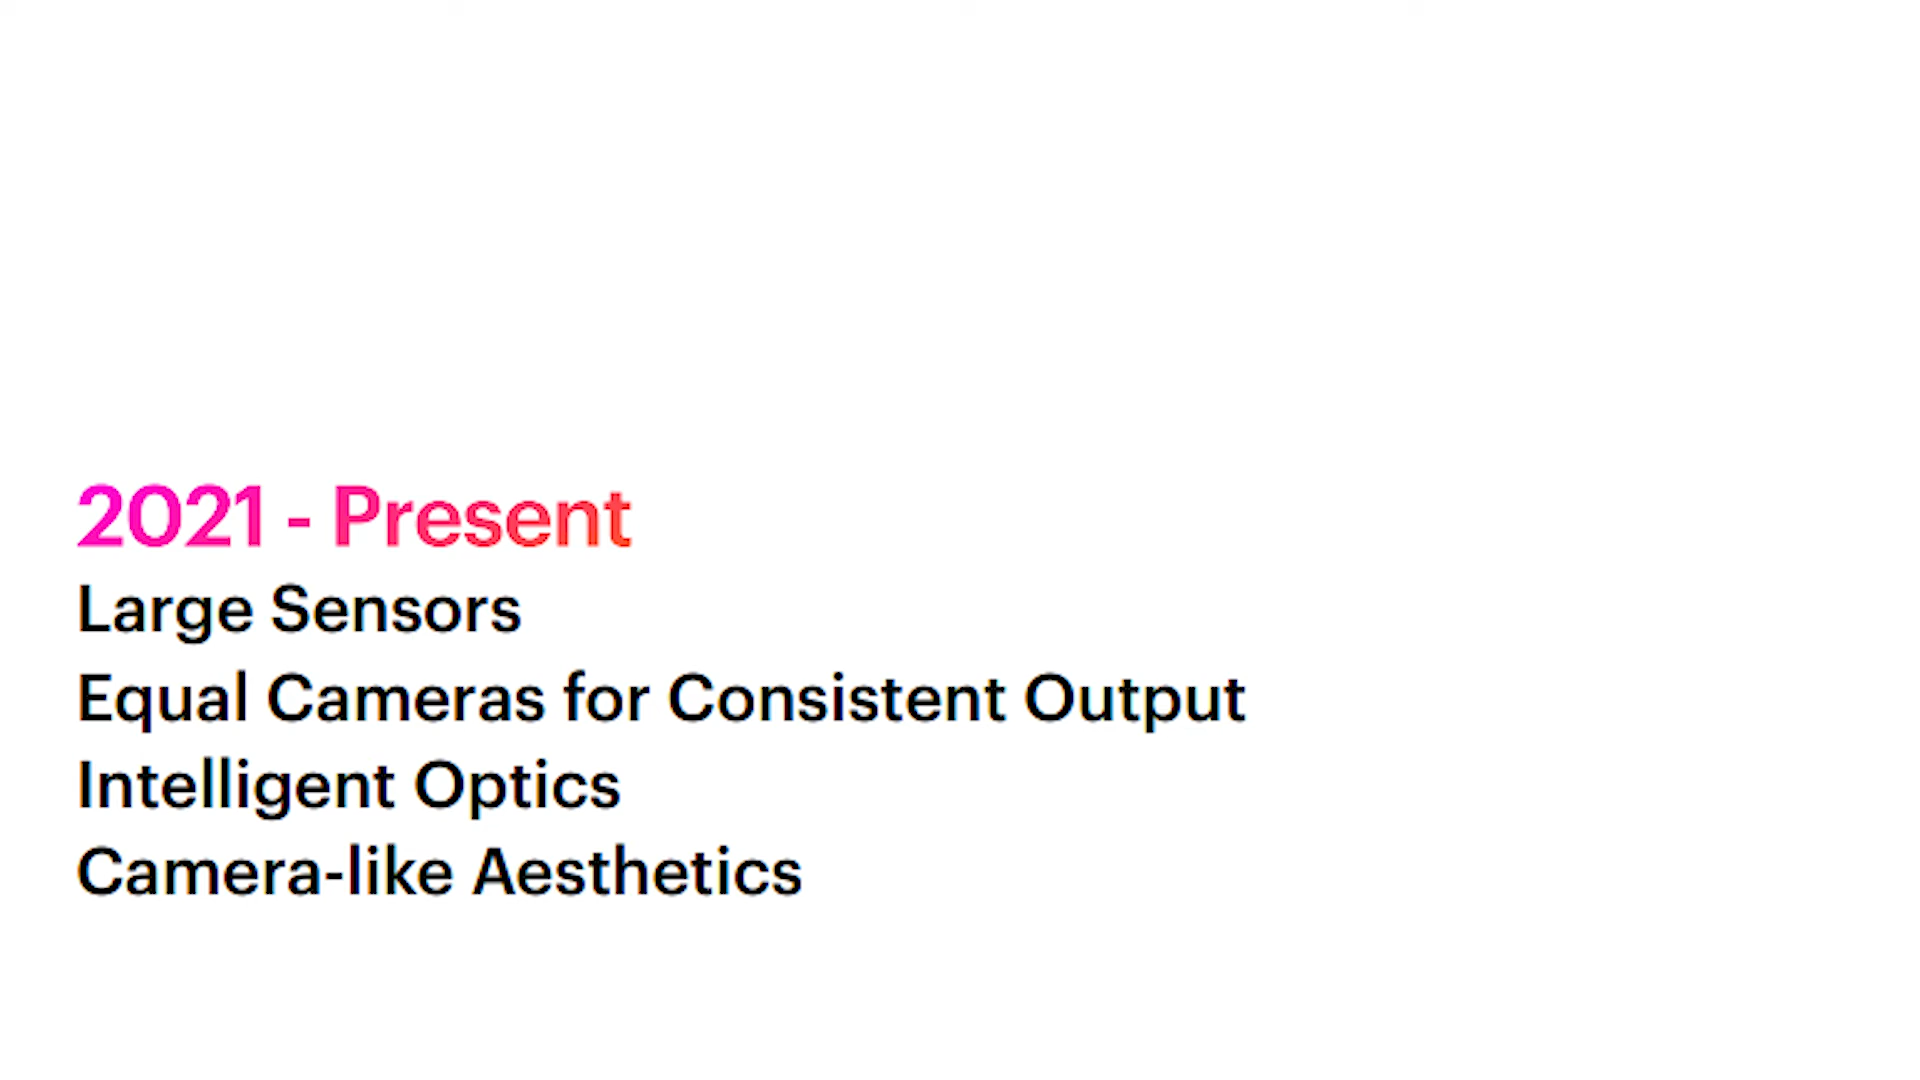 2021 - Present
Large Sensors
Equal Cameras for Consistent Output
Intelligent Optics
Camera-like Aesthetics